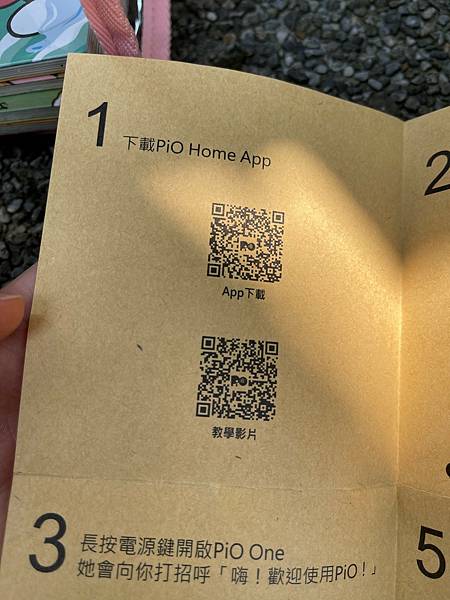 1 下載PiO Home App
PiO
App下載
PiO
教學影片
2
3 長按電源鍵開啟PiO One
她會向你打招呼「嗨！歡迎使用PiO！」
5